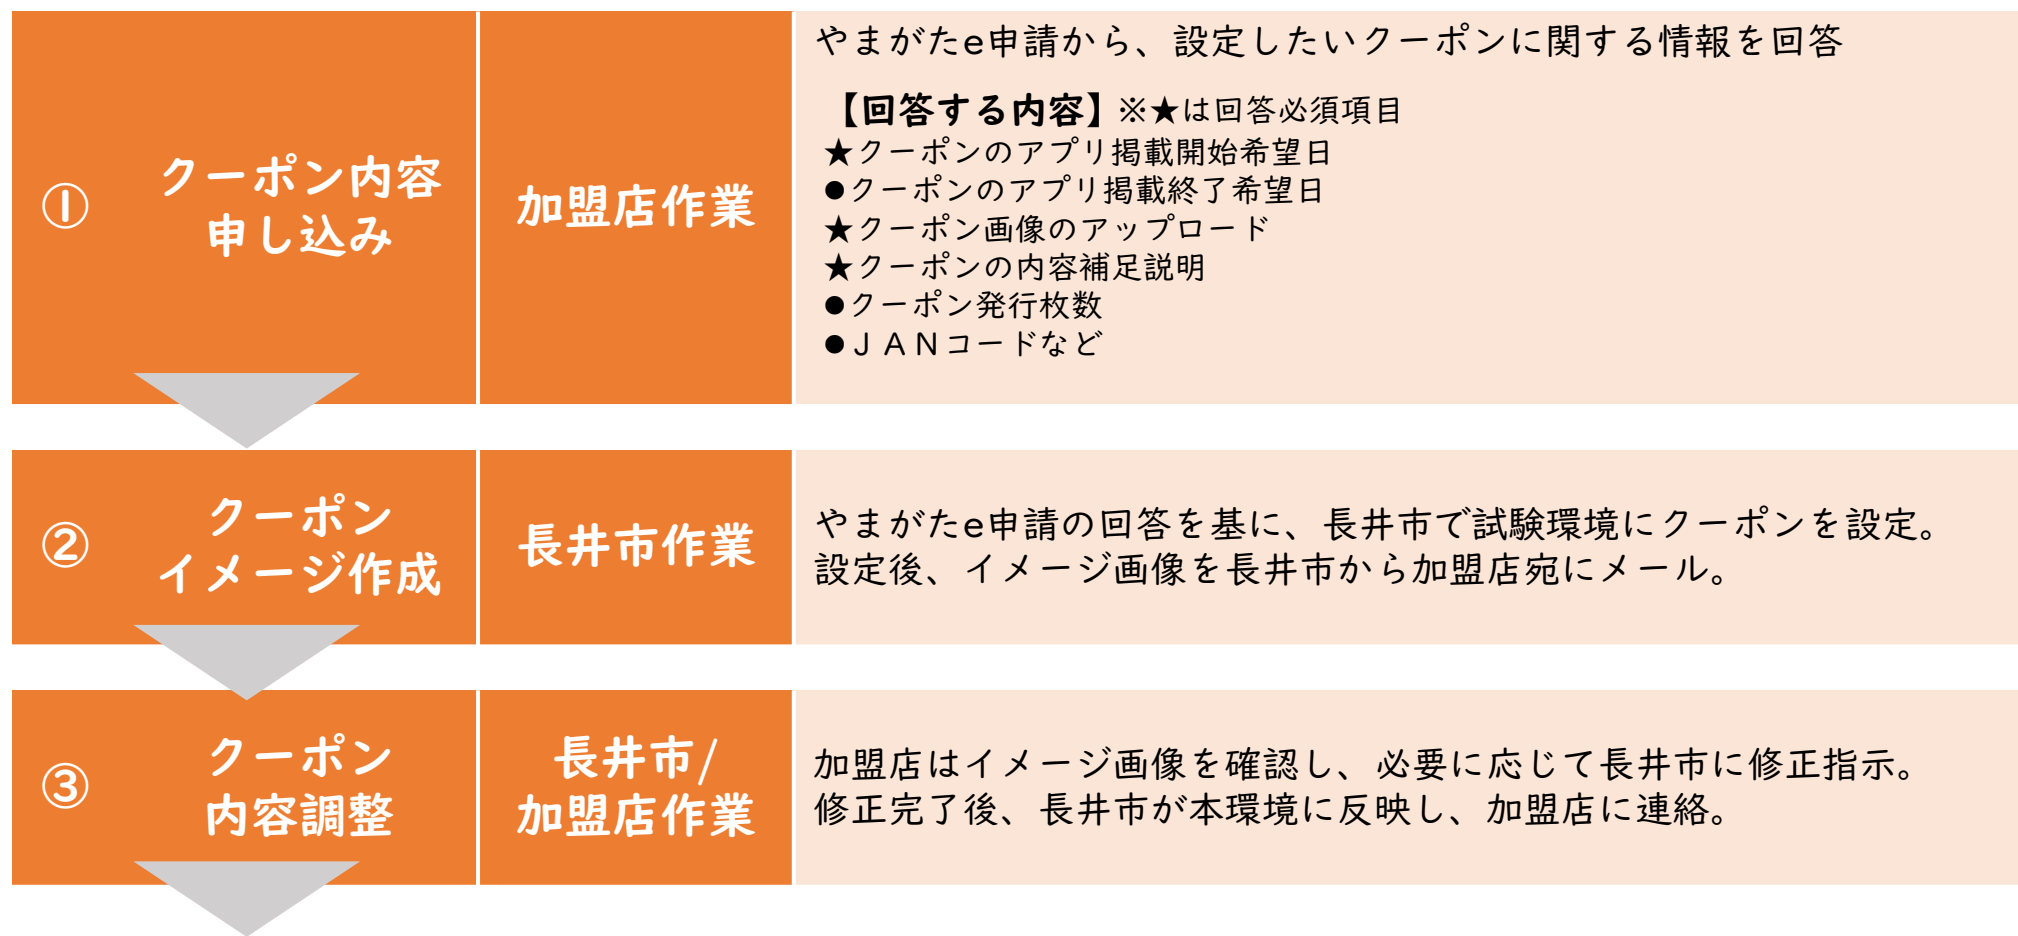 ①
クーポン内容
申し込み
加盟店作業
やまがたe申請から、設定したいクーポンに関する情報を回答
【回答する内容】※★は回答必須項目
★クーポンのアプリ掲載開始希望日
●クーポンのアプリ掲載終了希望日
★クーポン画像のアップロード
★クーポンの内容補足説明
●クーポン発行枚数
●ＪＡＮコードなど
②
クーポン
イメージ作成
長井市作業
やまがたe申請の回答を基に、長井市で試験環境にクーポンを設定。
設定後、イメージ画像を長井市から加盟店宛にメール。
③
クーポン
内容調整
長井市/
加盟店作業
加盟店はイメージ画像を確認し、必要に応じて長井市に修正指示。
修正完了後、長井市が本環境に反映し、加盟店に連絡。